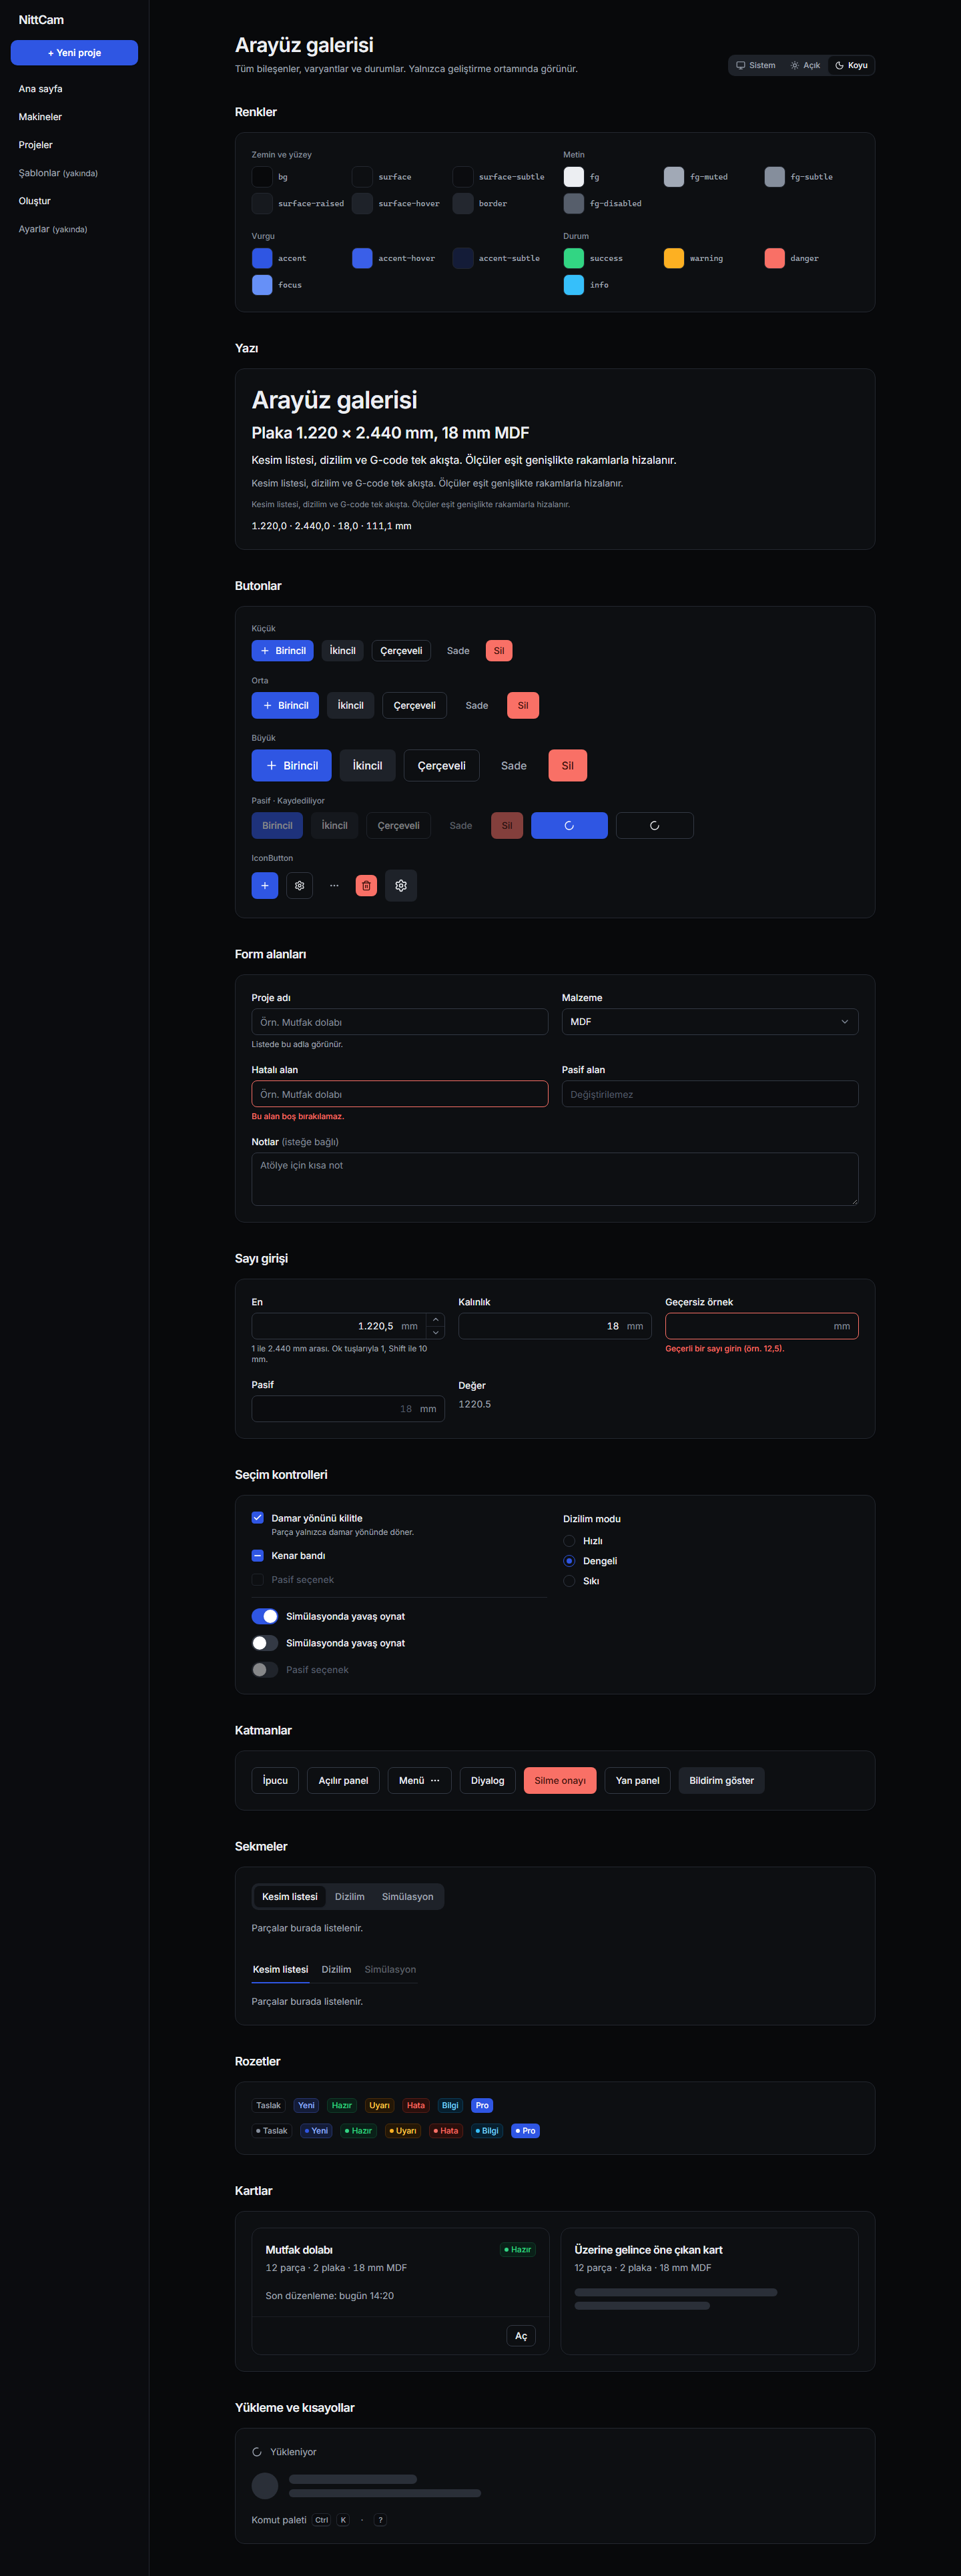 NittCam
+ Yeni proje
Ana sayfa
Makineler
Projeler
Şablonlar (yakında)
Oluştur
Ayarlar (yakında)
Arayüz galerisi
Tüm bileşenler, varyantlar ve durumlar. Yalnızca geliştirme ortamında görünür.
Sistem Açık Koyu
Renkler
Zemin ve yüzey
bg surface surface-subtle
surface-raised surface-hover border
Metin
fg fg-muted fg-subtle
fg-disabled
Vurgu
accent accent-hover accent-subtle
focus
Durum
success warning danger
info
Yazı
Arayüz galerisi
Plaka 1.220 × 2.440 mm, 18 mm MDF
Kesim listesi, dizilim ve G-code tek akışta. Ölçüler eşit genişlikte rakamlarla hizalanır.
Kesim listesi, dizilim ve G-code tek akışta. Ölçüler eşit genişlikte rakamlarla hizalanır.
Kesim listesi, dizilim ve G-code tek akışta. Ölçüler eşit genişlikte rakamlarla hizalanır.
1.220,0 · 2.440,0 · 18,0 · 111,1 mm
Butonlar
Küçük
+ Birincil İkincil Çerçeveli Sade Sil
Orta
+ Birincil İkincil Çerçeveli Sade Sil
Büyük
+ Birincil İkincil Çerçeveli Sade Sil
Pasif · Kaydediliyor
Birincil İkincil Çerçeveli Sade Sil
IconButton
Form alanları
Proje adı
Örn. Mutfak dolabı
Listede bu adla görünür.
Malzeme
MDF
Hatalı alan
Örn. Mutfak dolabı
Bu alan boş bırakılamaz.
Pasif alan
Değiştirilemez
Notlar (isteğe bağlı)
Atölye için kısa not
Sayı girişi
En
1.220,5 mm
1 ile 2.440 mm arası. Ok tuşlarıyla 1, Shift ile 10
mm.
Kalınlık
18 mm
Geçersiz örnek
mm
Geçerli bir sayı girin (örn. 12,5).
Pasif
18 mm
Değer
1220.5
Seçim kontrolleri
Damar yönünü kilitle
Parça yalnızca damar yönünde döner.
Kenar bandı
Pasif seçenek
Simülasyonda yavaş oynat
Simülasyonda yavaş oynat
Pasif seçenek
Dizilim modu
Hızlı
Dengeli
Sıkı
Katmanlar
İpucu Açılır panel Menü ··· Diyalog Silme onayı Yan panel Bildirim göster
Sekmeler
Kesim listesi Dizilim Simülasyon
Parçalar burada listelenir.
Kesim listesi Dizilim Simülasyon
Parçalar burada listelenir.
Rozetler
Taslak Yeni Hazır Uyarı Hata Bilgi Pro
Taslak Yeni Hazır Uyarı Hata Bilgi Pro
Kartlar
Mutfak dolabı Hazır
12 parça · 2 plaka · 18 mm MDF
Son düzenleme: bugün 14:20
Aç
Üzerine gelince öne çıkan kart
12 parça · 2 plaka · 18 mm MDF
Yükleme ve kısayollar
Yükleniyor
Komut paleti Ctrl K · ?